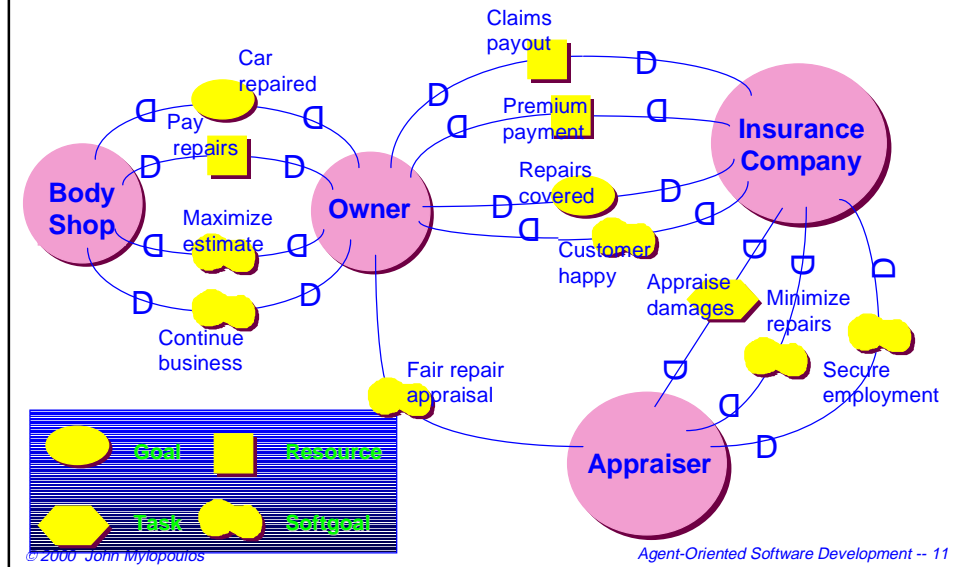 Claims
payout
D
D
Car
repaired
D
D
Premium
payment
D
D
Pay
repairs
D
D
Insurance
Company
Repairs
covered
D
D
Body
Shop
Owner
Maximize
estimate
D
D
Customer
happy
D
D
D
D
Continue
business
Appraise
damages
D
D
Minimize
repairs
D
D
Secure
employment
D
D
Fair repair
appraisal
Appraiser
Goal
Resource
Task
Softgoal
© 2000 John Mylopoulos
Agent-Oriented Software Development -- 11